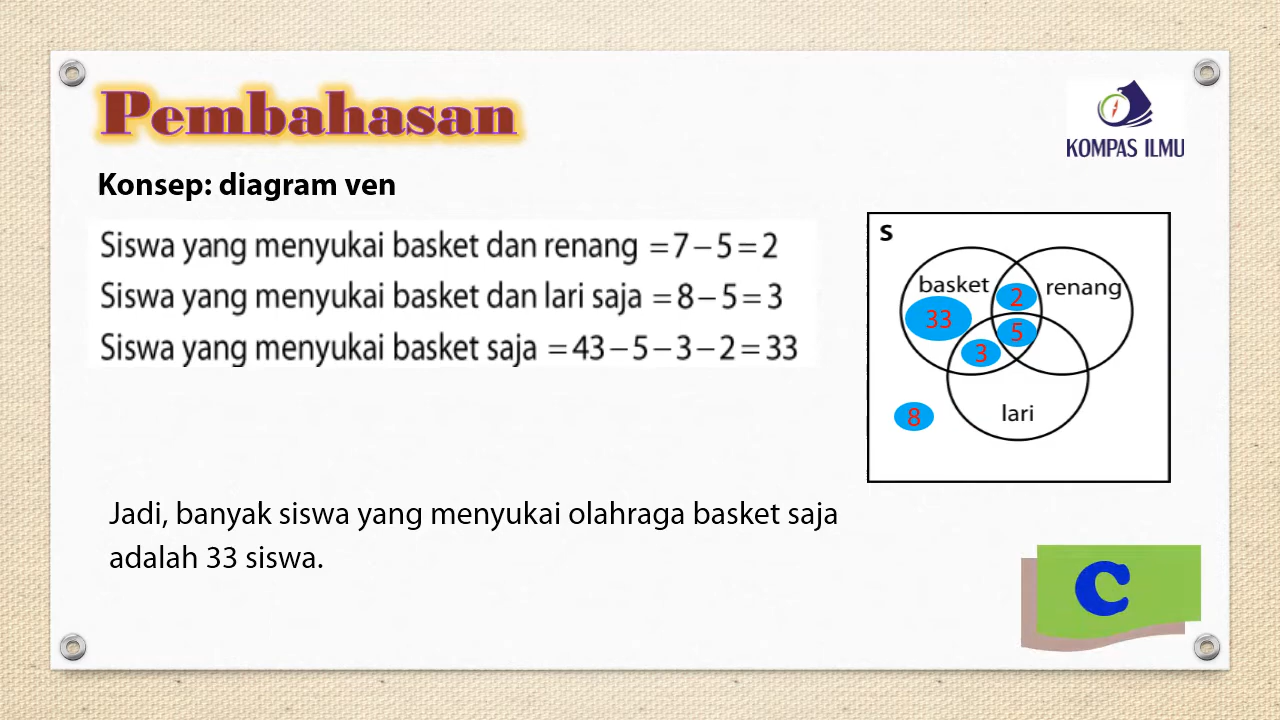 Pembahasan
KOMPAS ILMU
Konsep: diagram ven
Siswa yang menyukai basket dan renang = 7 – 5 = 2
Siswa yang menyukai basket dan lari saja = 8 – 5 = 3
Siswa yang menyukai basket saja = 43 – 5 – 3 – 2 = 33
S
basket
renang
2
33
5
3
8
lari
Jadi, banyak siswa yang menyukai olahraga basket saja
adalah 33 siswa.
C